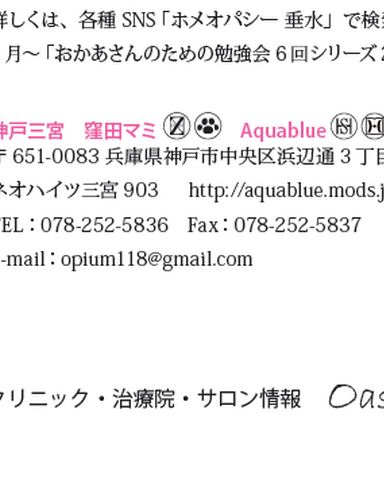 詳しくは、各種 SNS「ホメオパシー 垂水」で検索
月～「おかあさんのための勉強会 6 回シリーズ 2
神戸三宮 窪田マミ Aquablue
〒 651-0083 兵庫県神戸市中央区浜辺通 3 丁目
ネオハイツ三宮 903 http://aquablue.mods.j
TEL：078-252-5836 Fax：078-252-5837
-mail：opium118@gmail.com
クリニック・治療院・サロン情報 Oas